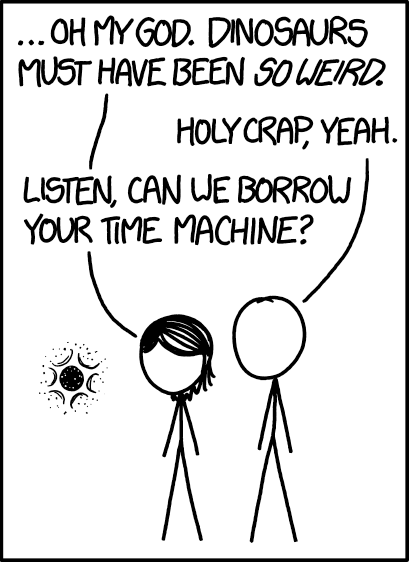 ...OH MY GOD. DINOSAURS
MUST HAVE BEEN SO WEIRD.
HOLY CRAP, YEAH.
LISTEN, CAN WE BORROW
YOUR TIME MACHINE?